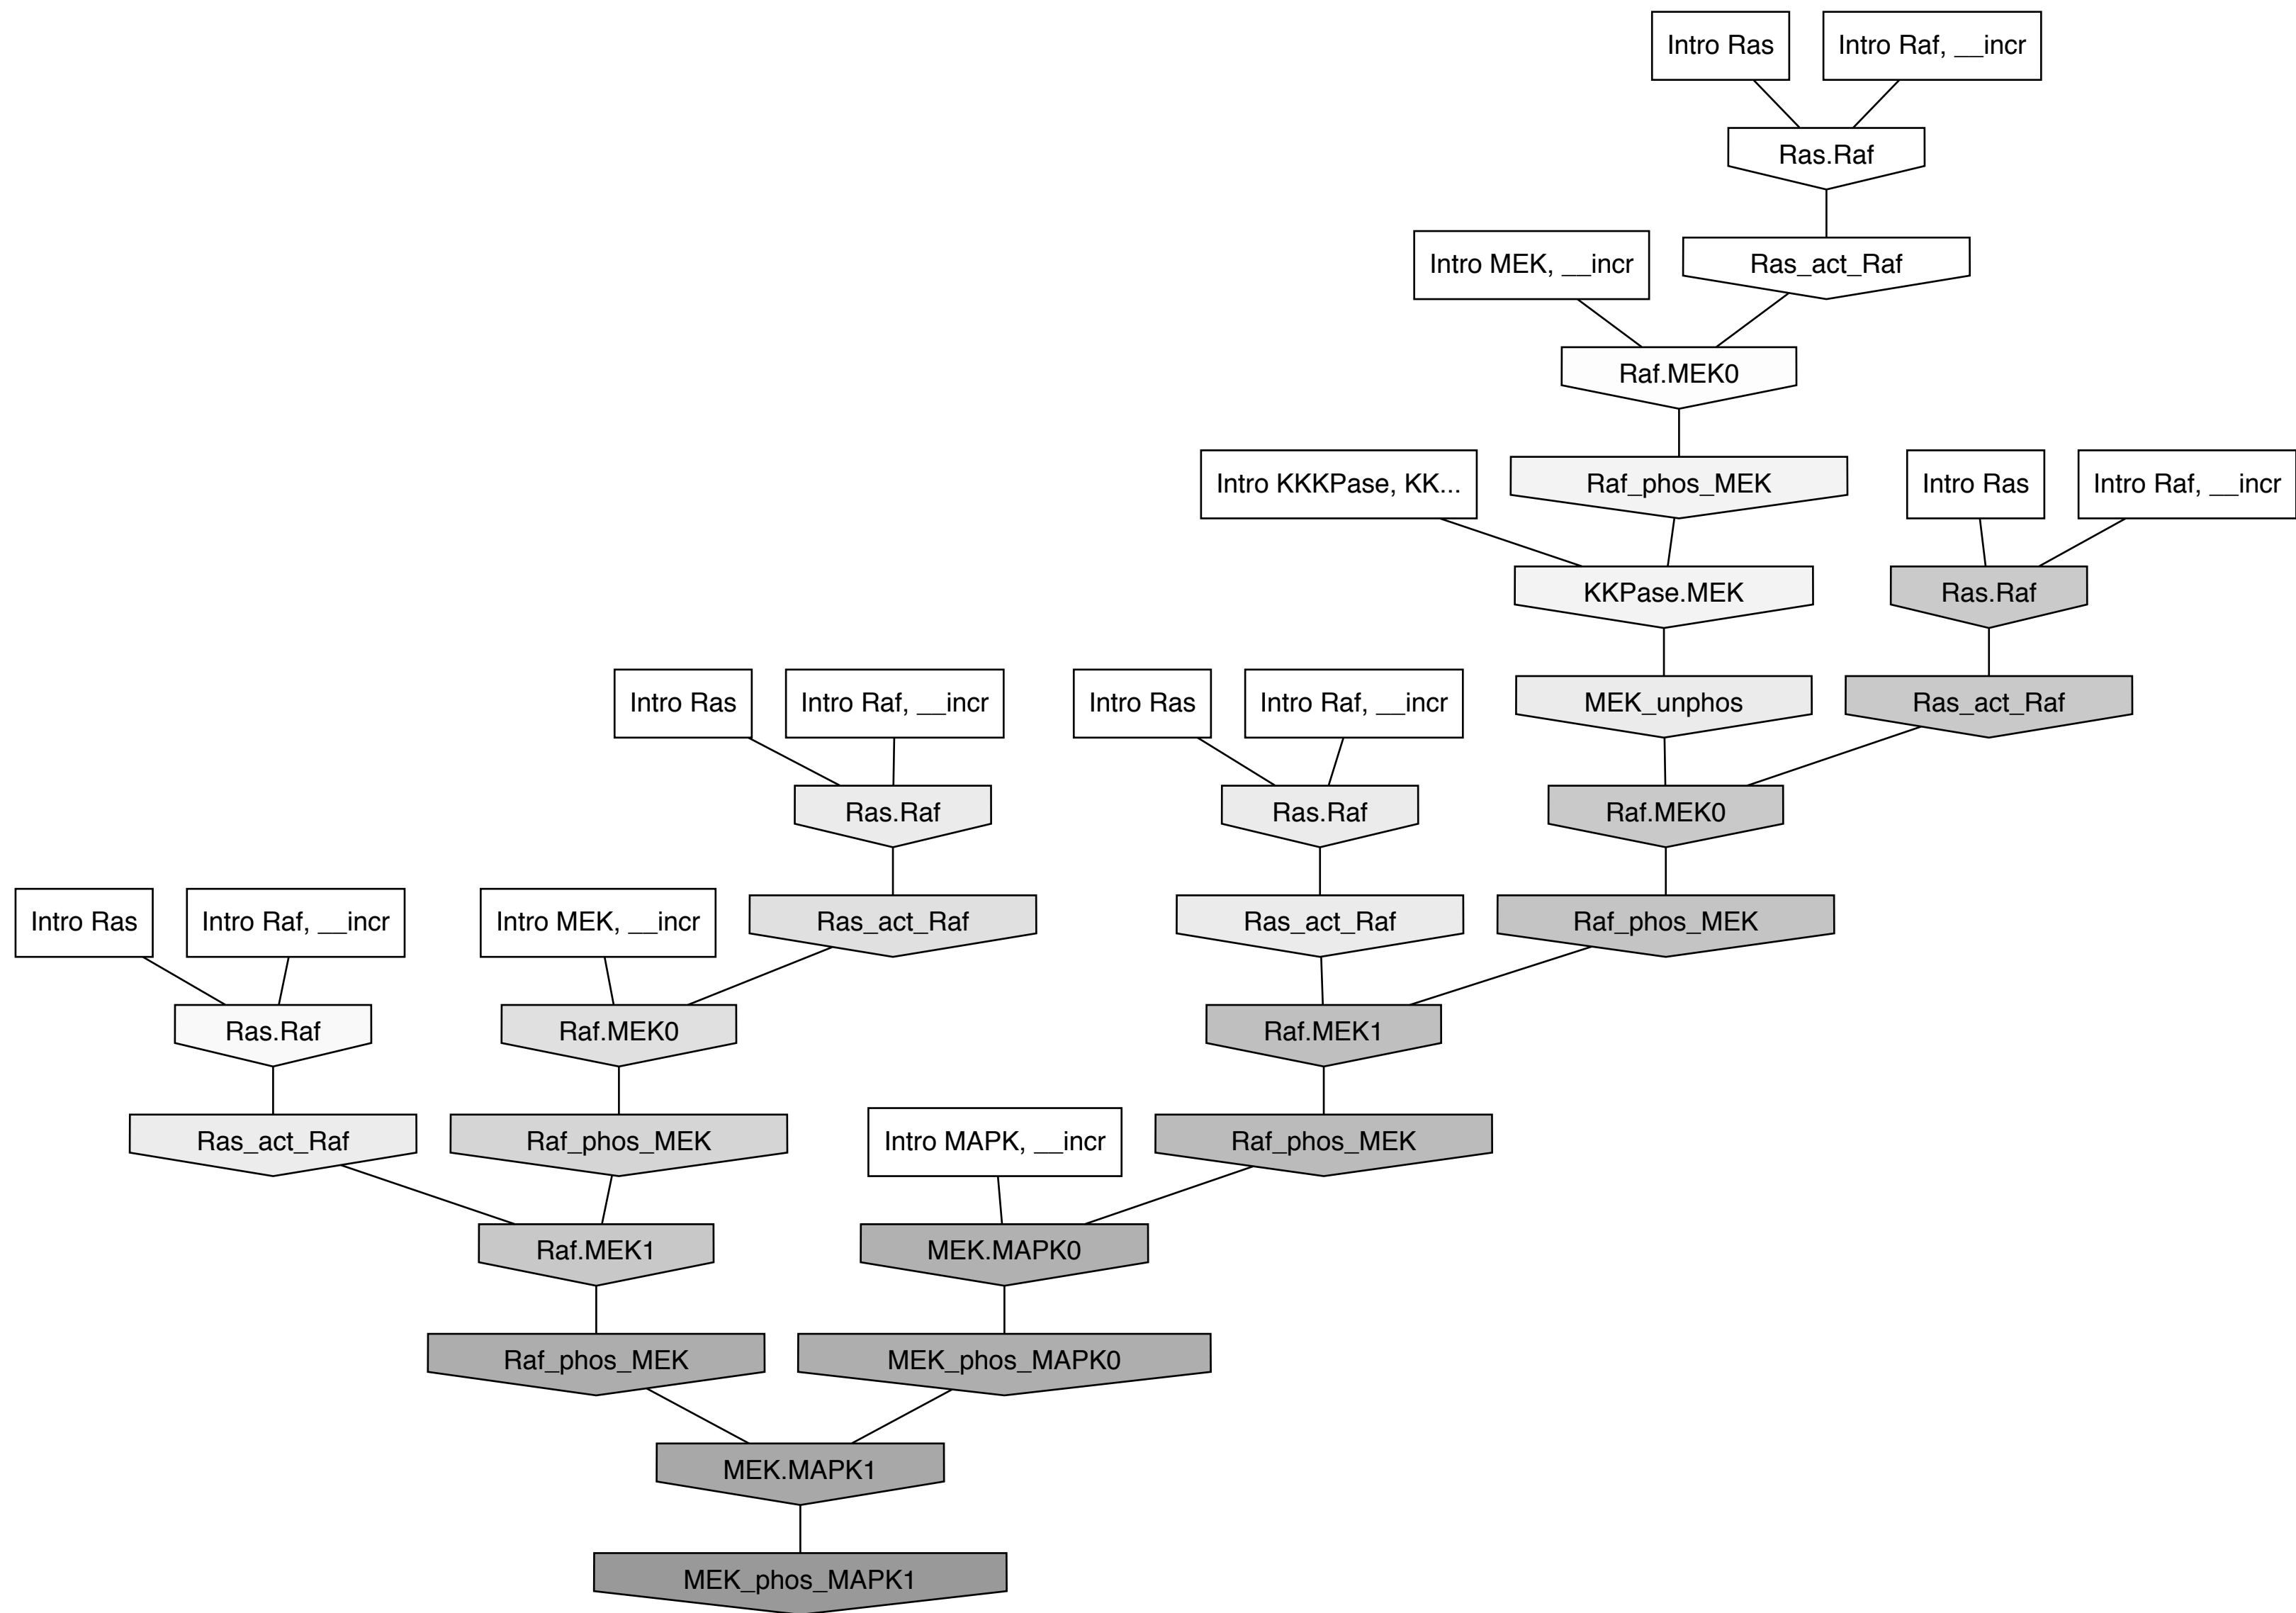 Intro Ras
Intro Raf, __incr
Ras.Raf
Intro MEK, __incr
Ras_act_Raf
Raf.MEK0
Intro KKKPase, KK...
Raf_phos_MEK
Intro Ras
Intro Raf, __incr
KKPase.MEK
Ras.Raf
Intro Ras
Intro Raf, __incr
Intro Ras
Intro Raf, __incr
MEK_unphos
Ras_act_Raf
Ras.Raf
Ras.Raf
Raf.MEK0
Intro Ras
Intro Raf, __incr
Intro MEK, __incr
Ras_act_Raf
Ras_act_Raf
Raf_phos_MEK
Ras.Raf
Raf.MEK0
Raf.MEK1
Ras_act_Raf
Raf_phos_MEK
Intro MAPK, __incr
Raf_phos_MEK
Raf.MEK1
MEK.MAPK0
Raf_phos_MEK
MEK_phos_MAPK0
MEK.MAPK1
MEK_phos_MAPK1